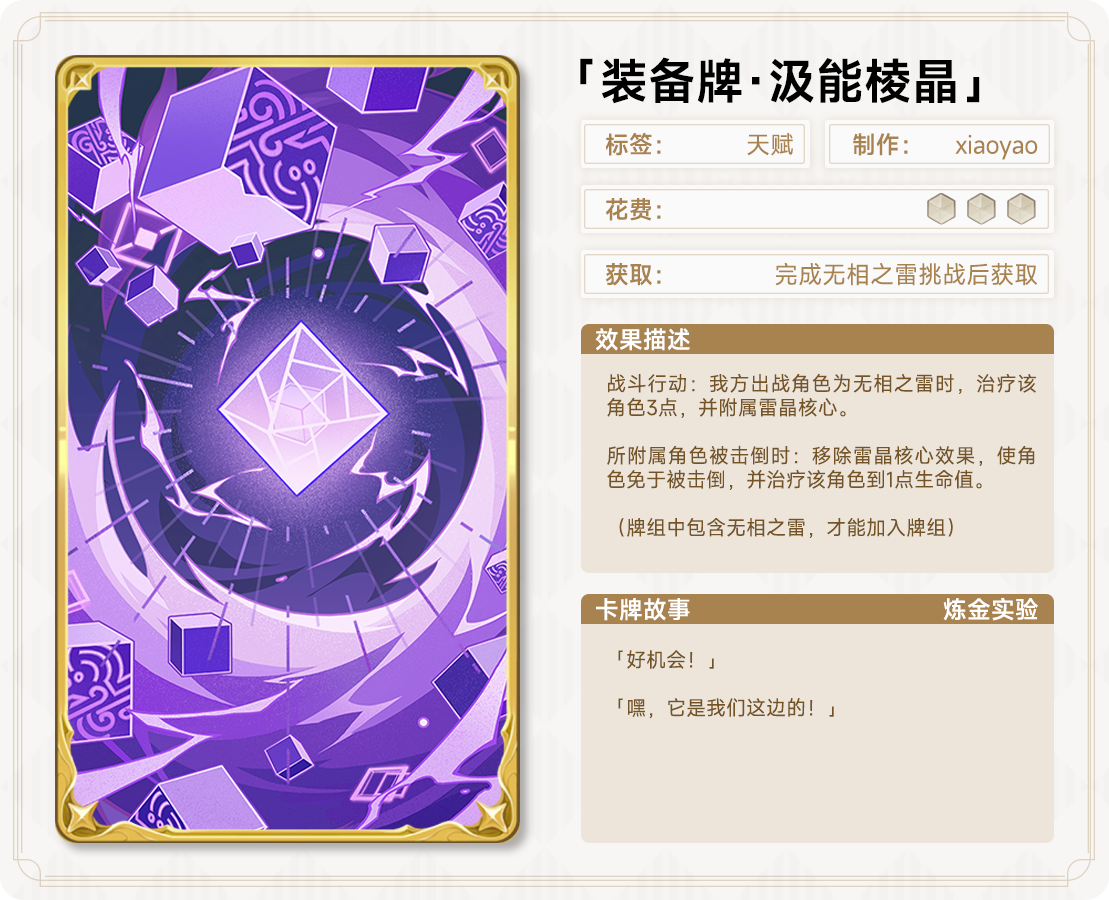 「装备牌·汲能棱晶」
标签： 天赋
制作： xiaoyao
花费：
获取： 完成无相之雷挑战后获取
效果描述
战斗行动：我方出战角色为无相之雷时，治疗该
角色3点，并附属雷晶核心。
所附属角色被击倒时：移除雷晶核心效果，使角
色免于被击倒，并治疗该角色到1点生命值。
（牌组中包含无相之雷，才能加入牌组）
卡牌故事 炼金实验
「好机会！」
「嘿，它是我们这边的！」